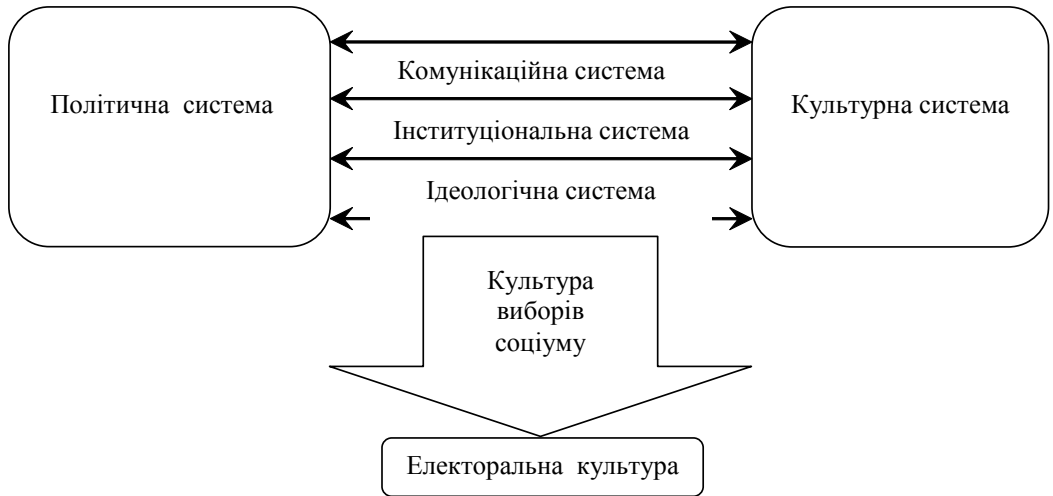 Комунікаційна система
Політична система
Культурна система
Інституціональна система
Ідеологічна система
Культура
виборів
соціуму
Електоральна культура